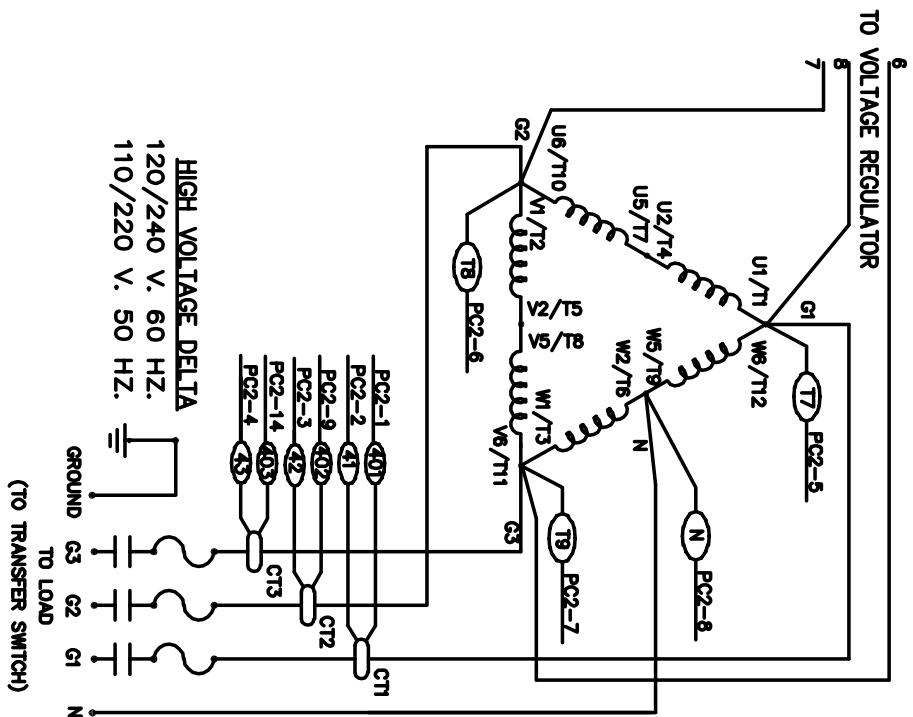 TO VOLTAGE REGULATOR
6
8
7
G2
U6/T10
U5/T7
U2/T4
U1/T1
G1
W6/T12
W5/T9
W2/T6
W1/T3
V1/T2
V2/T5
V5/T8
V6/T11
G3
N
T8
PC2-6
T7
PC2-5
N
PC2-8
T9
PC2-7
HIGH VOLTAGE DELTA
120/240 V. 60 HZ.
110/220 V. 50 HZ.
PC2-1
401
PC2-2
41
PC2-9
402
PC2-3
42
PC2-14
403
PC2-4
43
CT1
CT2
CT3
GROUND
G3
G2
G1
N
TO LOAD
(TO TRANSFER SWITCH)